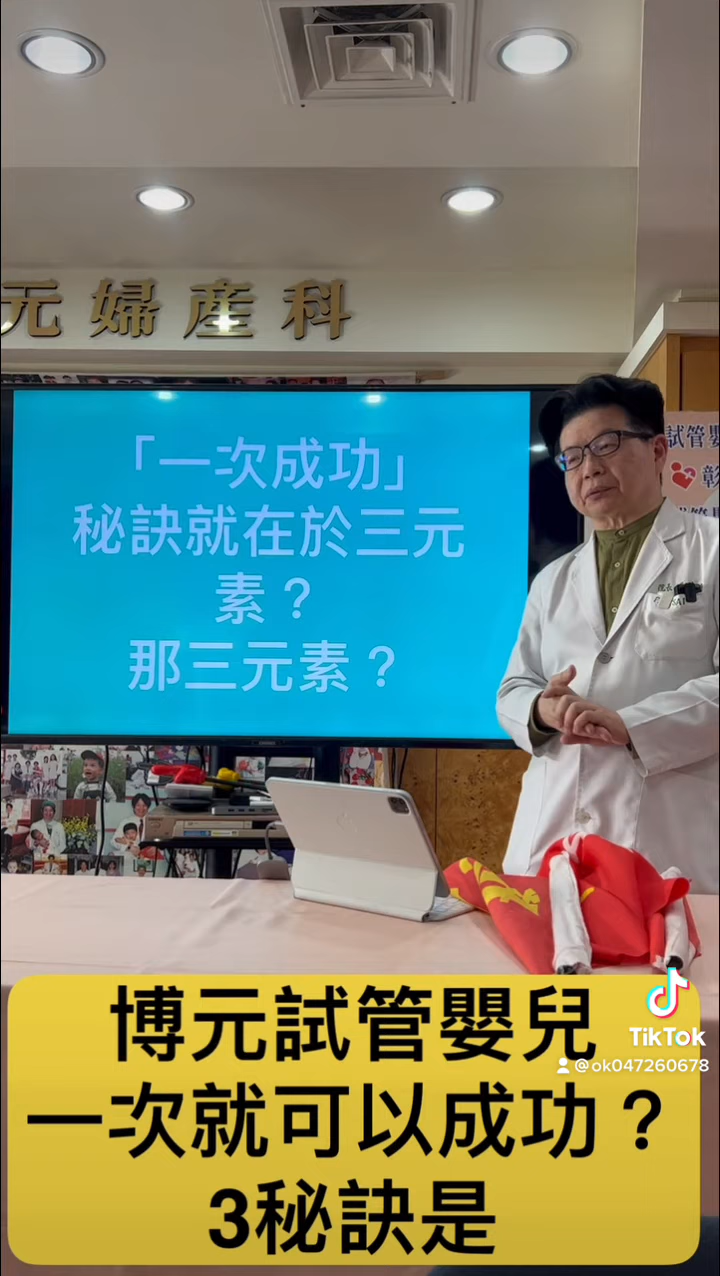 元婦產科
「一次成功」
秘訣就在於三元
素？
那三元素？
試管嬰
彰
博元試管嬰兒
一次就可以成功？
3秘訣是
TikTok
@ok047260678